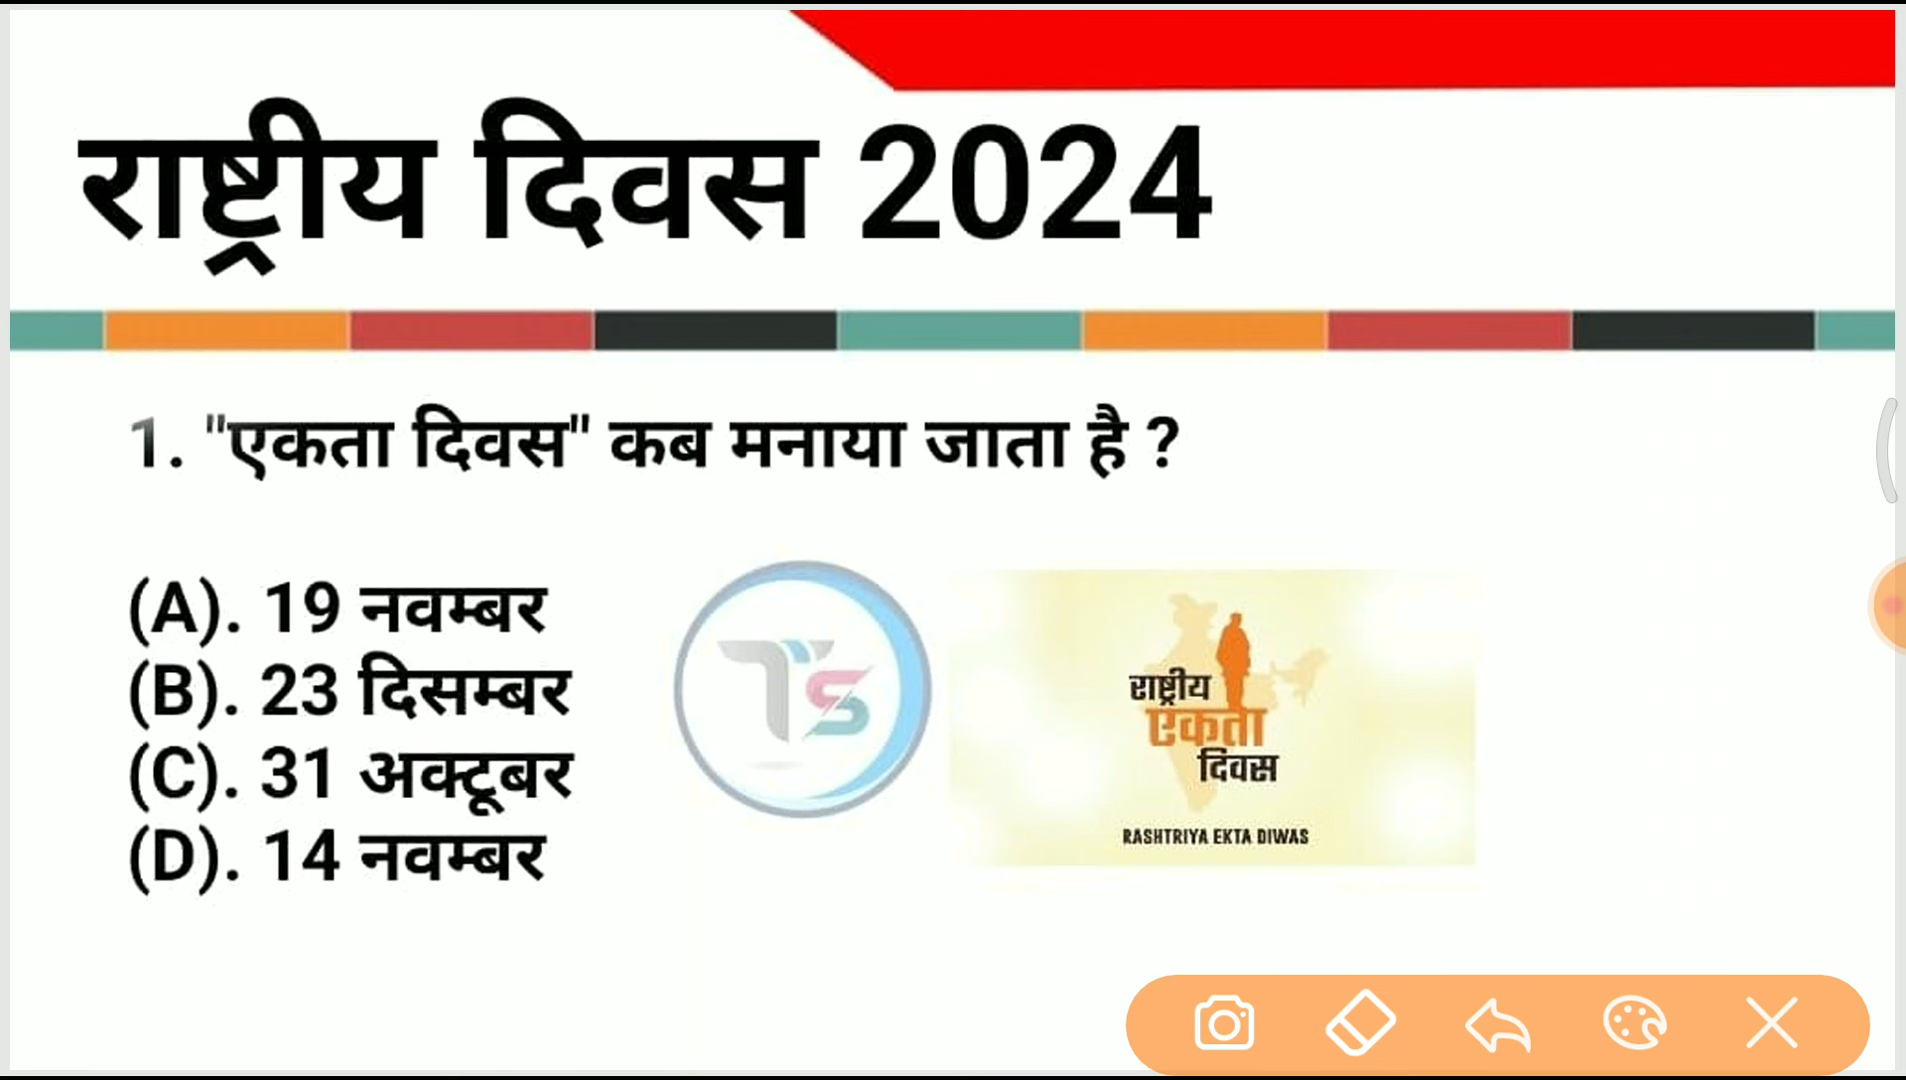 राष्ट्रीय दिवस 2024
1. "एकता दिवस" कब मनाया जाता है ?
(A). 19 नवम्बर
(B). 23 दिसम्बर
(C). 31 अक्टूबर
(D). 14 नवम्बर
TS
राष्ट्रीय
एकता
दिवस
RASHTRIYA EKTA DIWAS